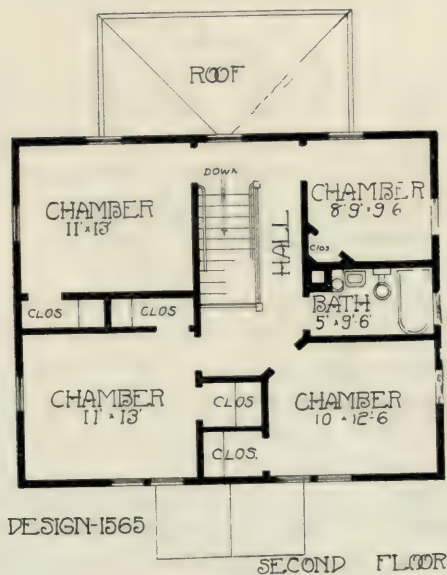 ROOF
DOWN
CHAMBER
11' × 13'
HALL
CHAMBER
8'9" × 9'6
CLOS
CLOS
CLOS
BATH
5' × 9'-6"
CHAMBER
11' × 13'
CLOS
CLOS.
CHAMBER
10 × 12'-6
DESIGN-1565
SECOND FLOOR